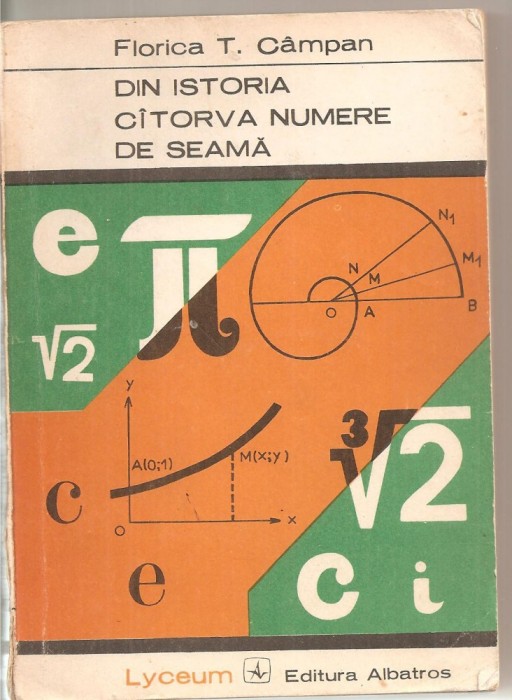 Florica T. Câmpan
DIN ISTORIA
CÎTORVA NUMERE
DE SEAMĂ
e
π
√2
N1
M1
N
M
O
A
B
y
A(0;1)
M(x;y)
O
x
c
e
3√2
c
i
Lyceum
Editura Albatros